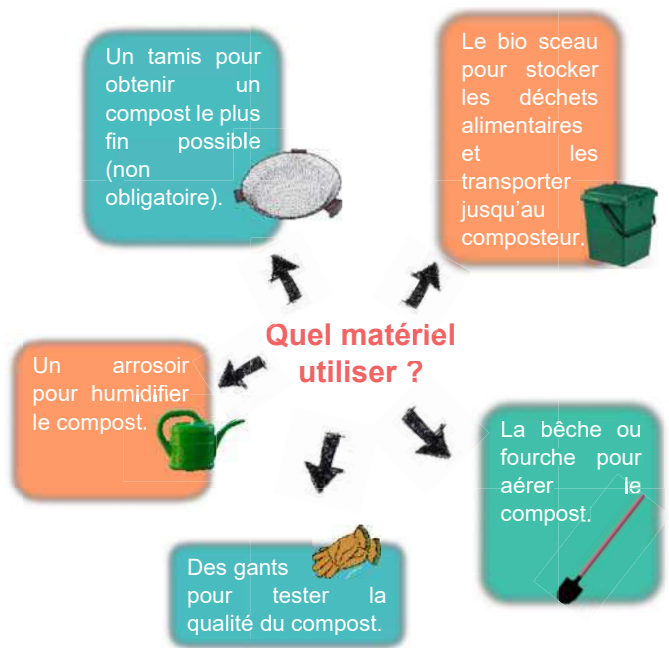 Un tamis pour
obtenir un
compost le plus
fin possible
(non
obligatoire).
Le bio sceau
pour stocker
les déchets
alimentaires
et les
transporter
jusqu'au
composteur.
Quel matériel
utiliser ?
Un arrosoir
pour humidifier
le compost.
La bêche ou
fourche pour
aérer le
compost.
Des gants
pour tester la
qualité du compost.